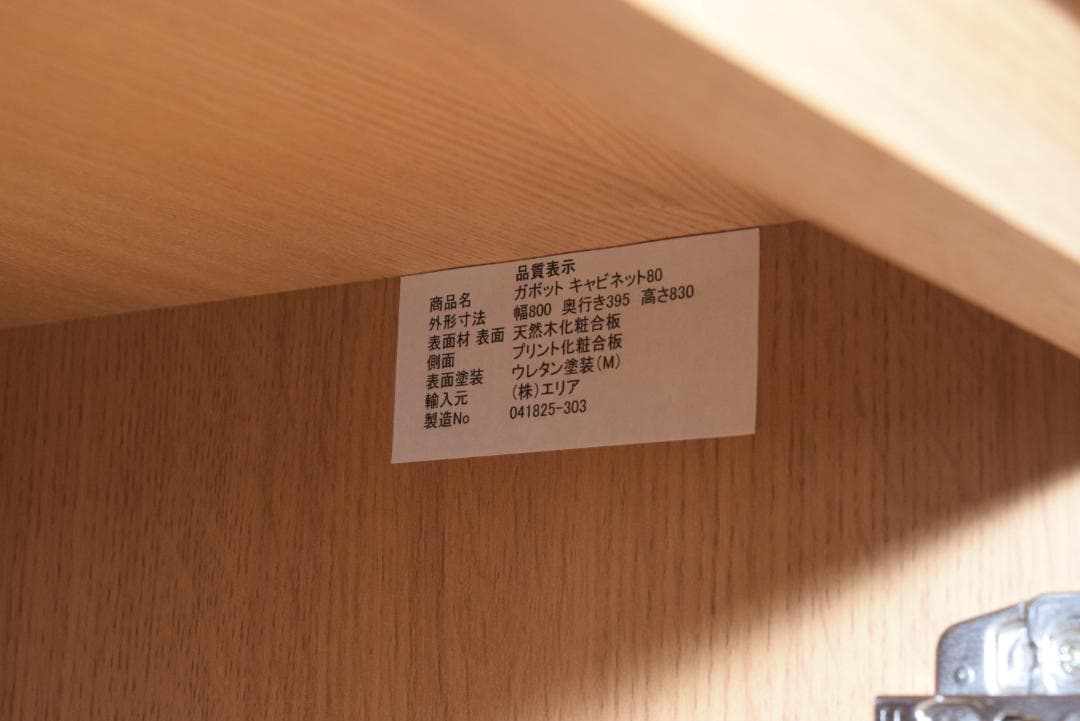 品質表示
商品名 ガボット キャビネット80
外形寸法 幅800 奥行き395 高さ830
表面材 表面 天然木化粧合板
側面 プリント化粧合板
表面塗装 ウレタン塗装(M)
輸入元 (株)エリア
製造No 041825-303